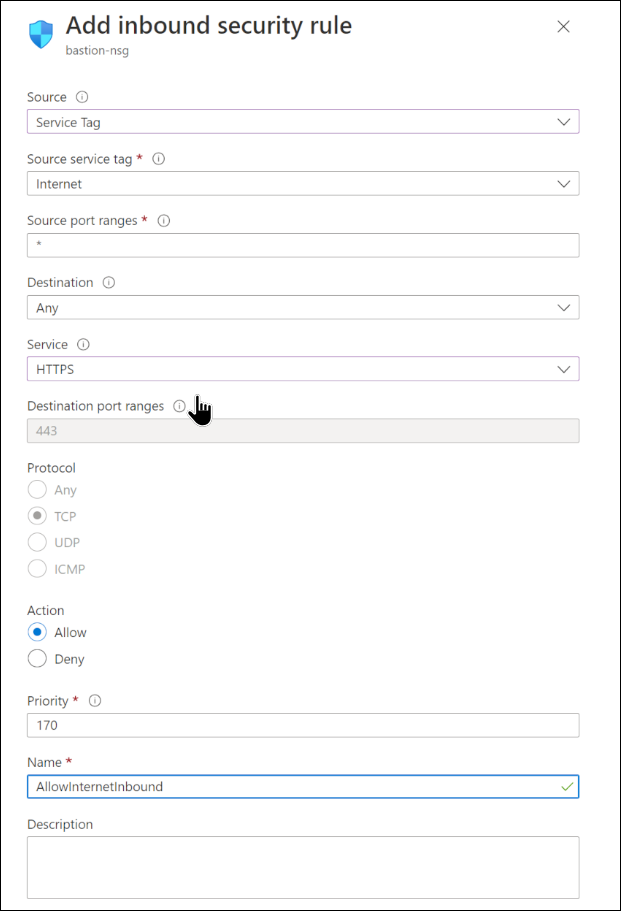 Add inbound security rule
bastion-nsg
Source
Service Tag
Source service tag *
Internet
Source port ranges *
*
Destination
Any
Service
HTTPS
Destination port ranges
443
Protocol
Any
TCP
UDP
ICMP
Action
Allow
Deny
Priority *
170
Name *
AllowInternetInbound
Description